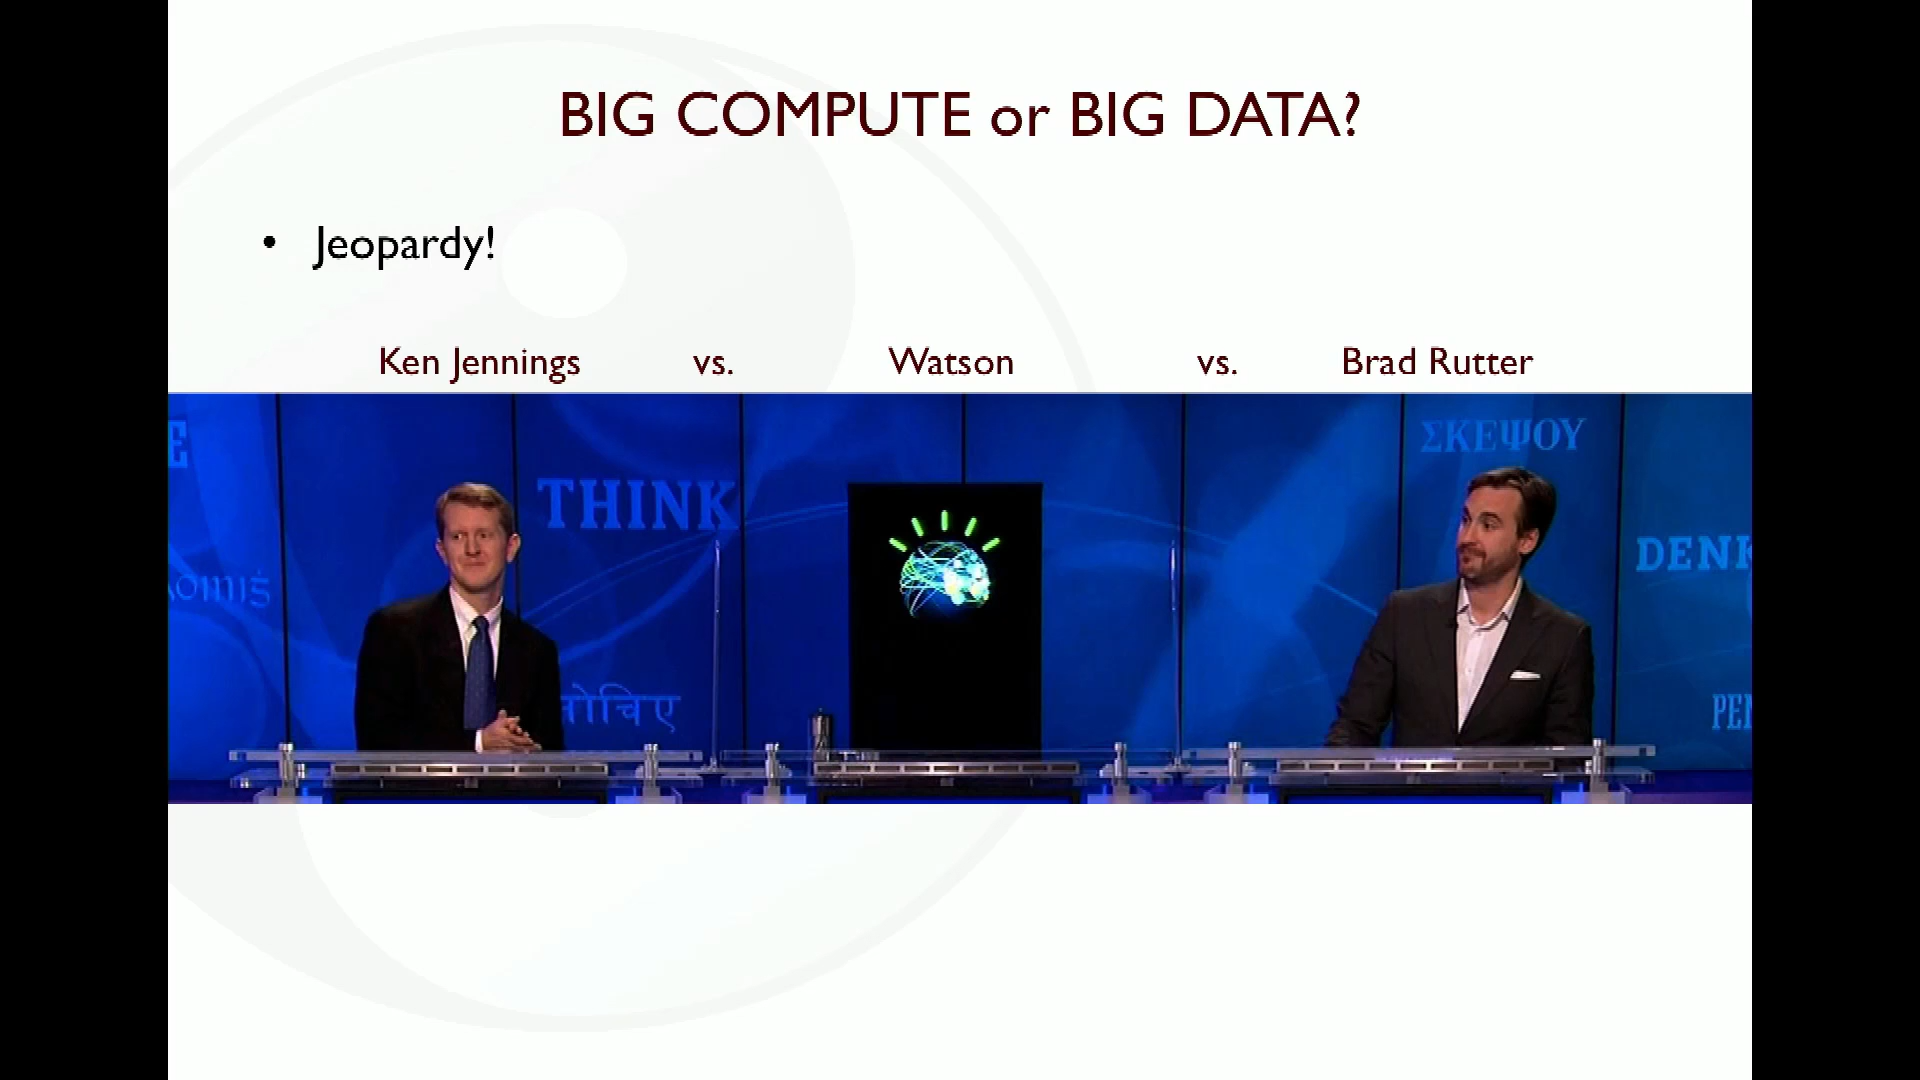 BIG COMPUTE or BIG DATA?
• Jeopardy!
Ken Jennings vs. Watson vs. Brad Rutter
ΣΚΕΨΟΥ
THINK
DENK
E